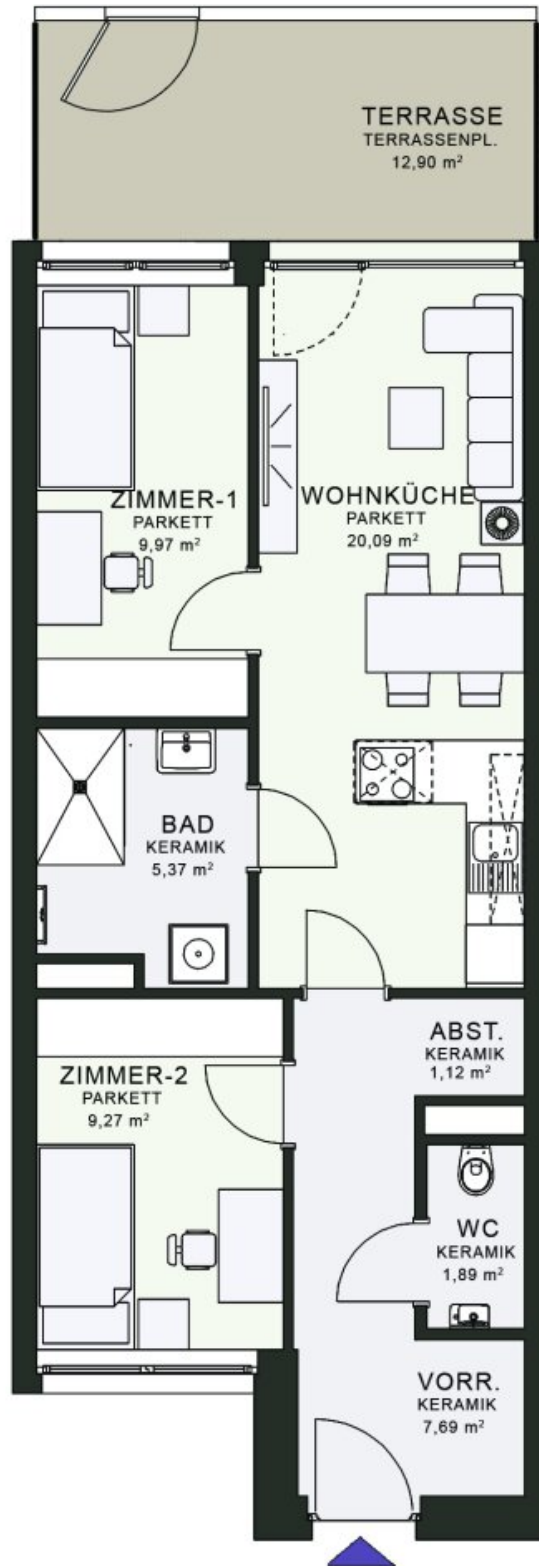 TERRASSE
TERRASSENPL.
12,90 m²
ZIMMER-1
PARKETT
9,97 m²
WOHNKÜCHE
PARKETT
20,09 m²
BAD
KERAMIK
5,37 m²
ABST.
KERAMIK
1,12 m²
ZIMMER-2
PARKETT
9,27 m²
WC
KERAMIK
1,89 m²
VORR.
KERAMIK
7,69 m²